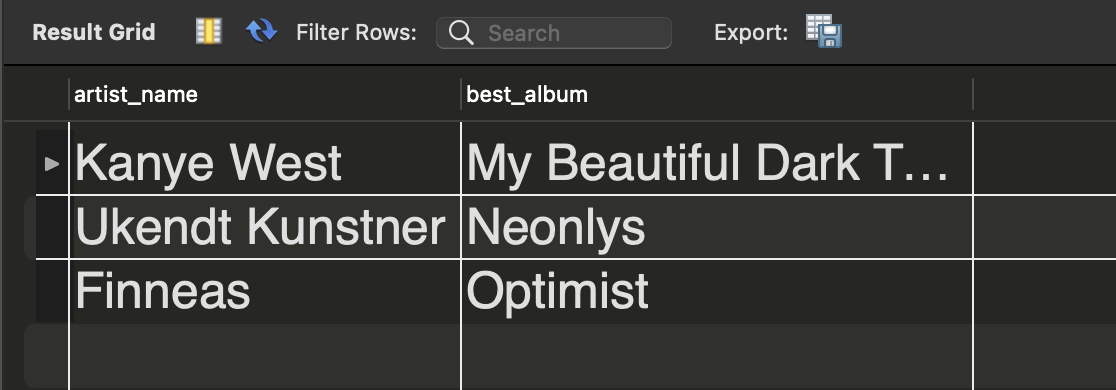 Result Grid Filter Rows: Search Export:
artist_name best_album
Kanye West My Beautiful Dark T...
Ukendt Kunstner Neonlys
Finneas Optimist